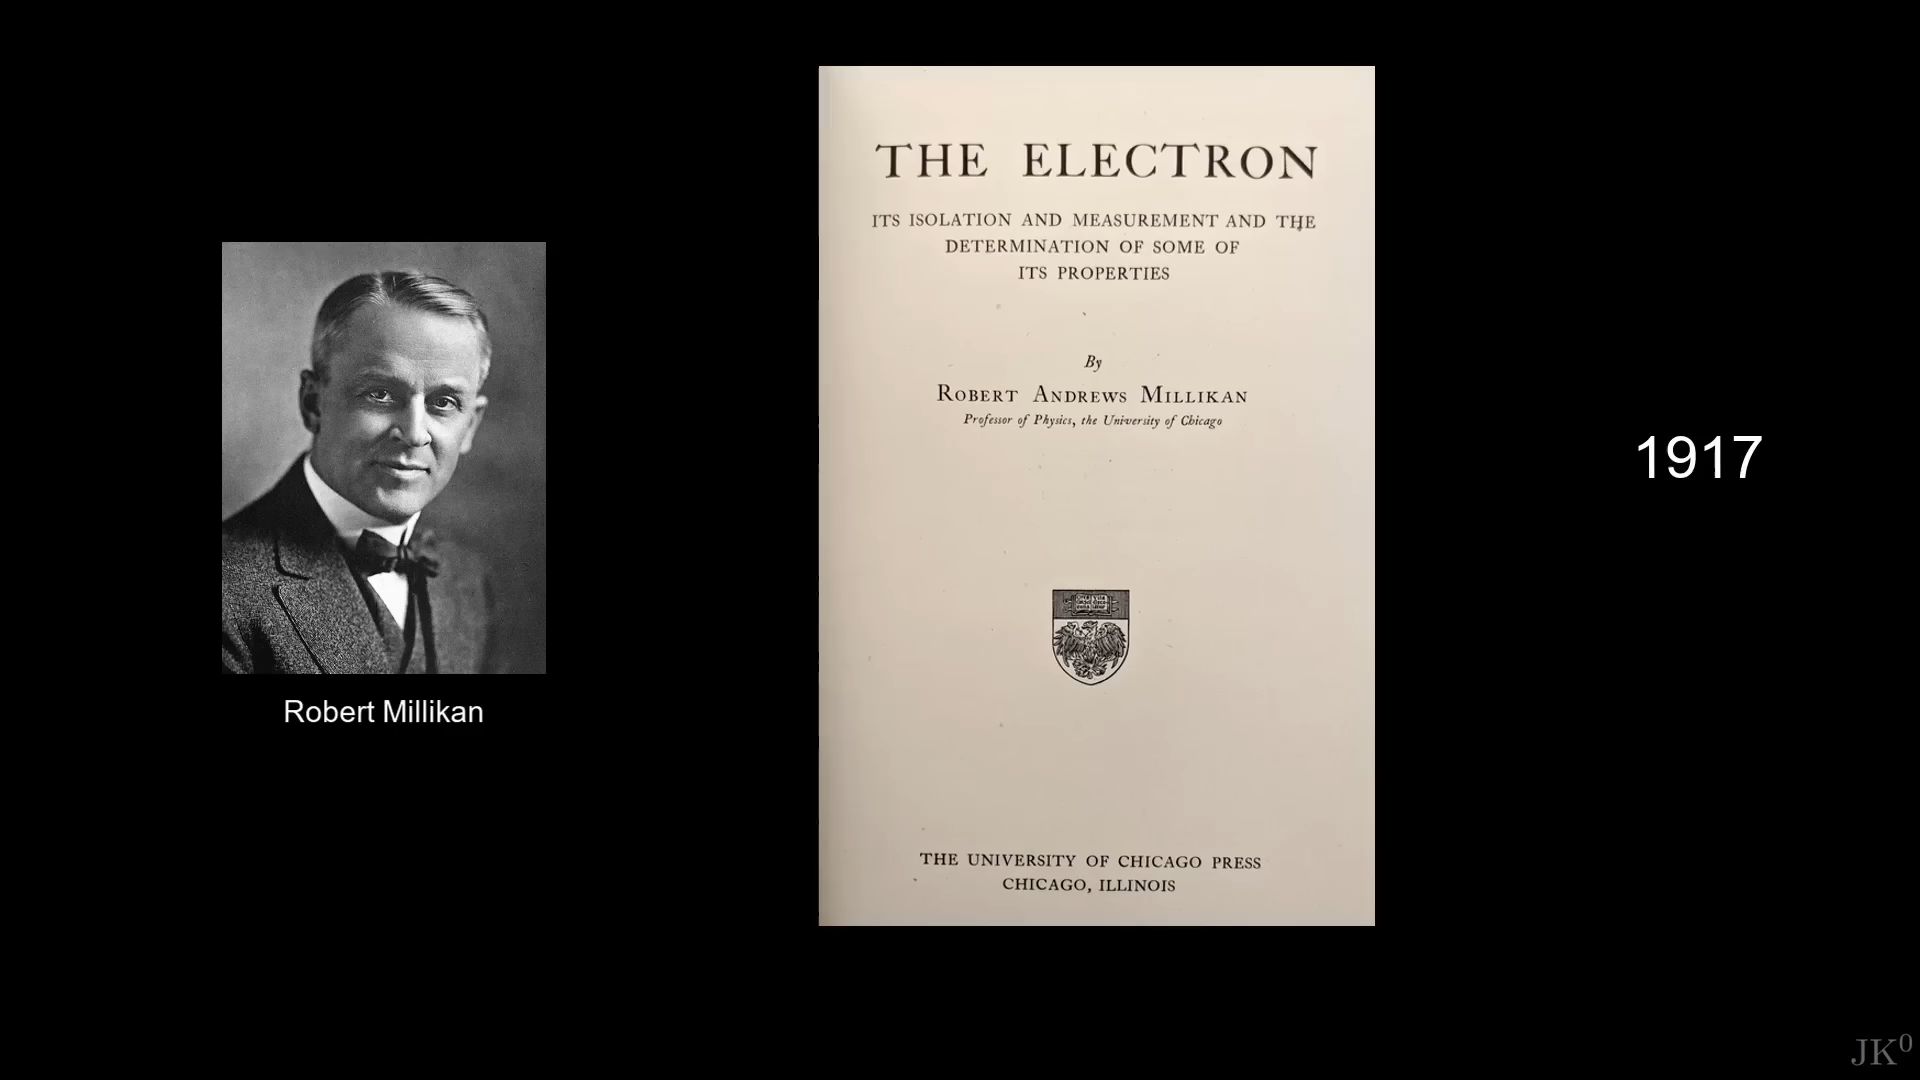 THE ELECTRON
ITS ISOLATION AND MEASUREMENT AND THE
DETERMINATION OF SOME OF
ITS PROPERTIES
By
ROBERT ANDREWS MILLIKAN
Professor of Physics, the University of Chicago
THE UNIVERSITY OF CHICAGO PRESS
CHICAGO, ILLINOIS
Robert Millikan
1917
JK⁰